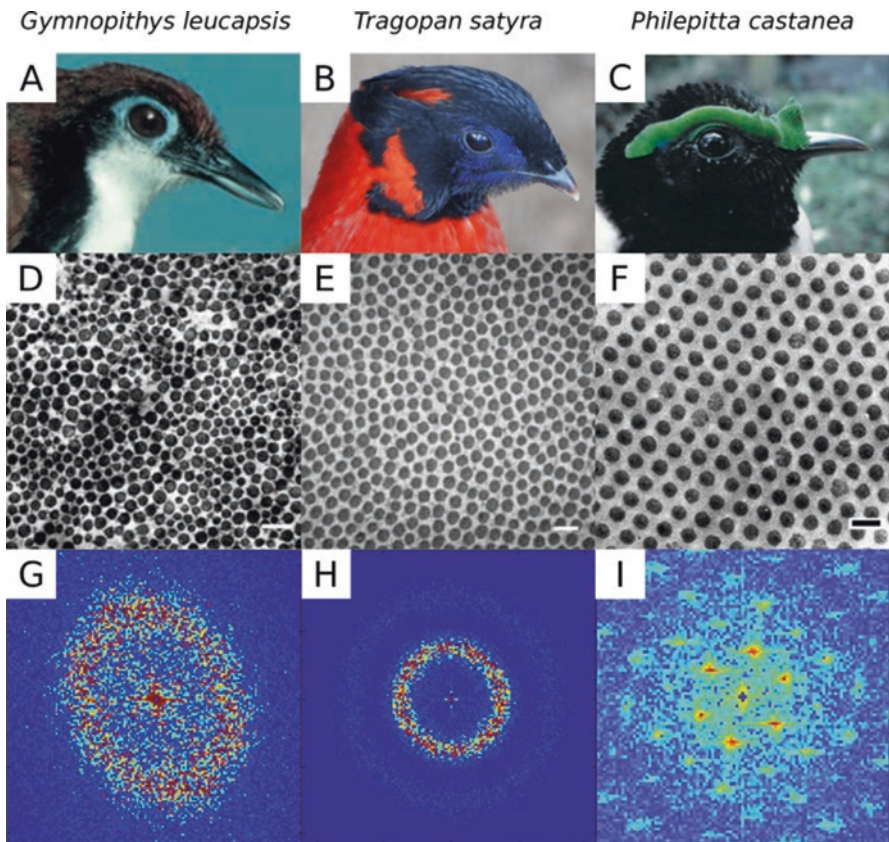 Gymnopithys leucapsis Tragopan satyra Philepitta castanea
A B C
D E F
G H I